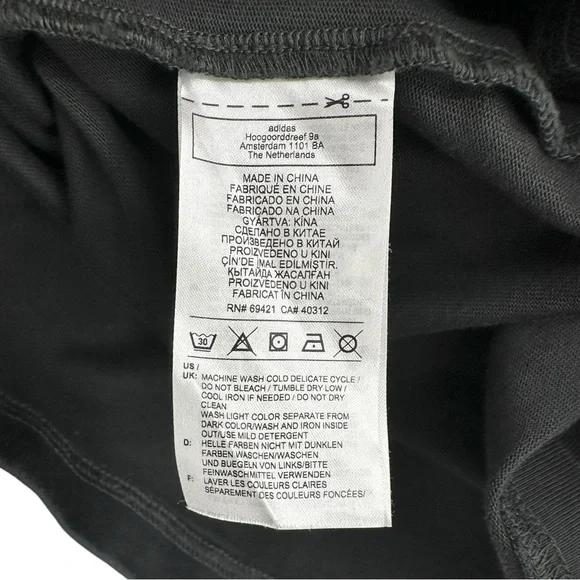 adidas
Hoogoorddreef 9a
Amsterdam 1101 BA
The Netherlands
MADE IN CHINA
FABRIQUÉ EN CHINE
FABRICADO EN CHINA
FABRICADO NA CHINA
GYÁRTVA: KÍNA
СДЕЛАНО В КИТАЕ
ПРОИЗВЕДЕНО В КИТАЙ
PROIZVEDENO U KINI
ÇİN'DE İMAL EDİLMİŞTİR.
ҚЫТАЙДА ЖАСАЛҒАН
PROIZVEDENO U KINI
FABRICAT ÎN CHINA
RN# 69421 CA# 40312
30
US /
UK: MACHINE WASH COLD DELICATE CYCLE /
DO NOT BLEACH / TUMBLE DRY LOW /
COOL IRON IF NEEDED / DO NOT DRY
CLEAN
WASH LIGHT COLOR SEPARATE FROM
DARK COLOR/WASH AND IRON INSIDE
OUT/USE MILD DETERGENT
D: HELLE FARBEN NICHT MIT DUNKLEN
FARBEN WASCHEN/WASCHEN
UND BUEGELN VON LINKS/BITTE
FEINWASCHMITTEL VERWENDEN
F: LAVER LES COULEURS CLAIRES
SÉPAREMENT DES COULEURS FONCÉES/